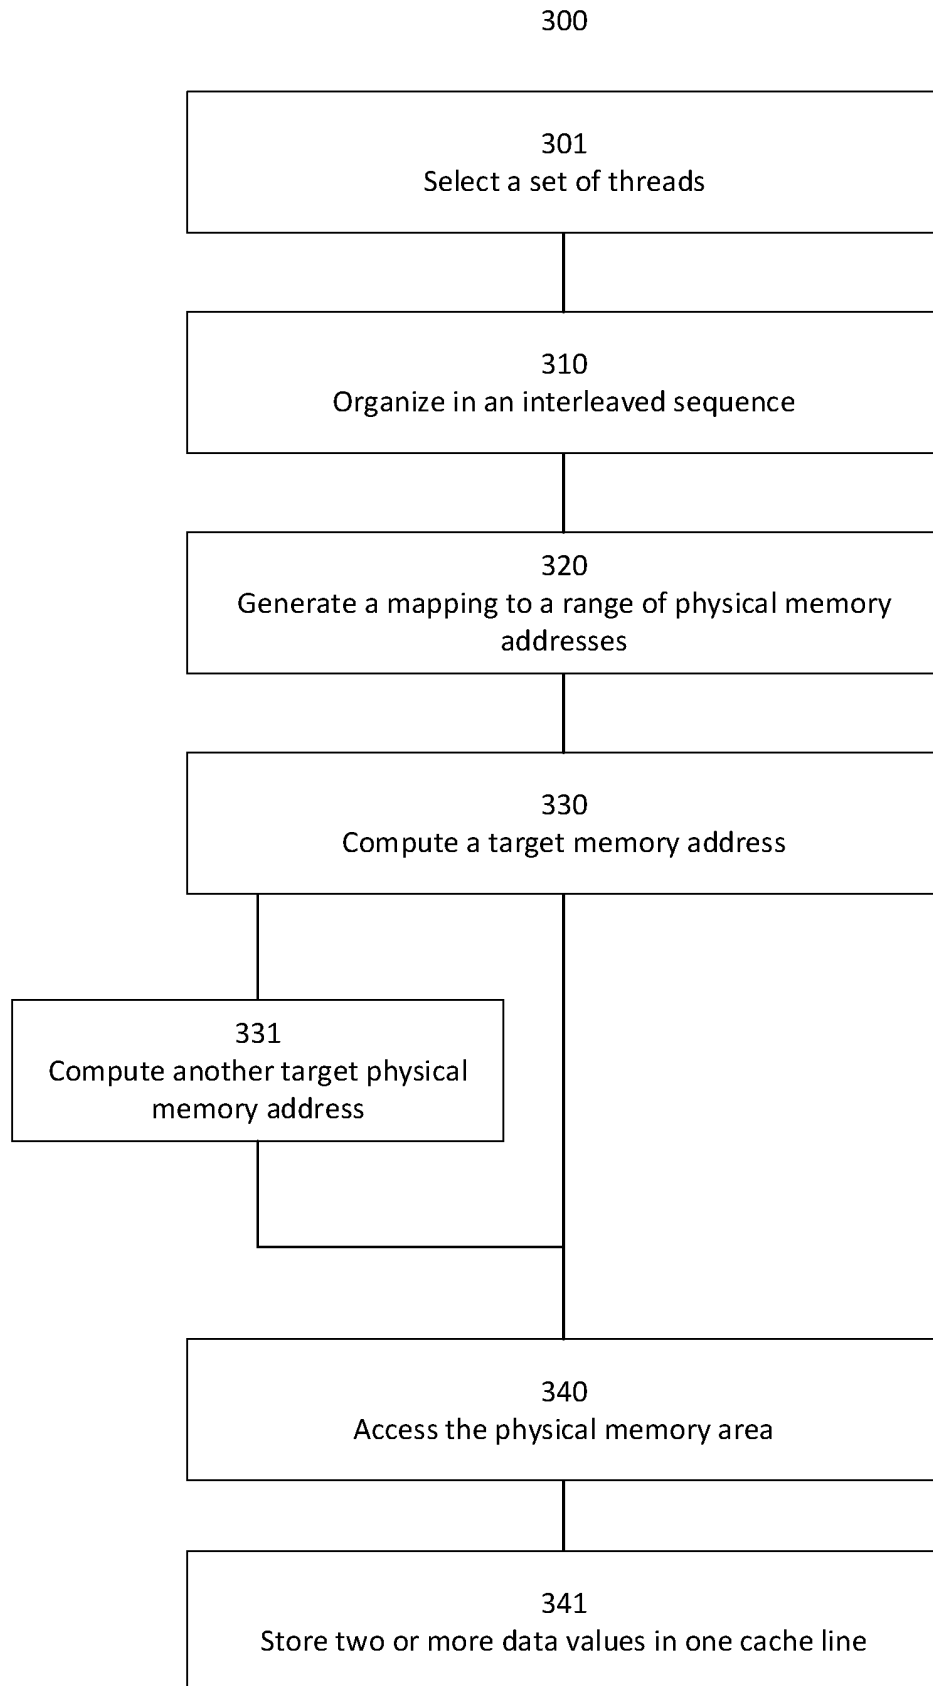 300
301
Select a set of threads
310
Organize in an interleaved sequence
320
Generate a mapping to a range of physical memory
addresses
330
Compute a target memory address
331
Compute another target physical
memory address
340
Access the physical memory area
341
Store two or more data values in one cache line